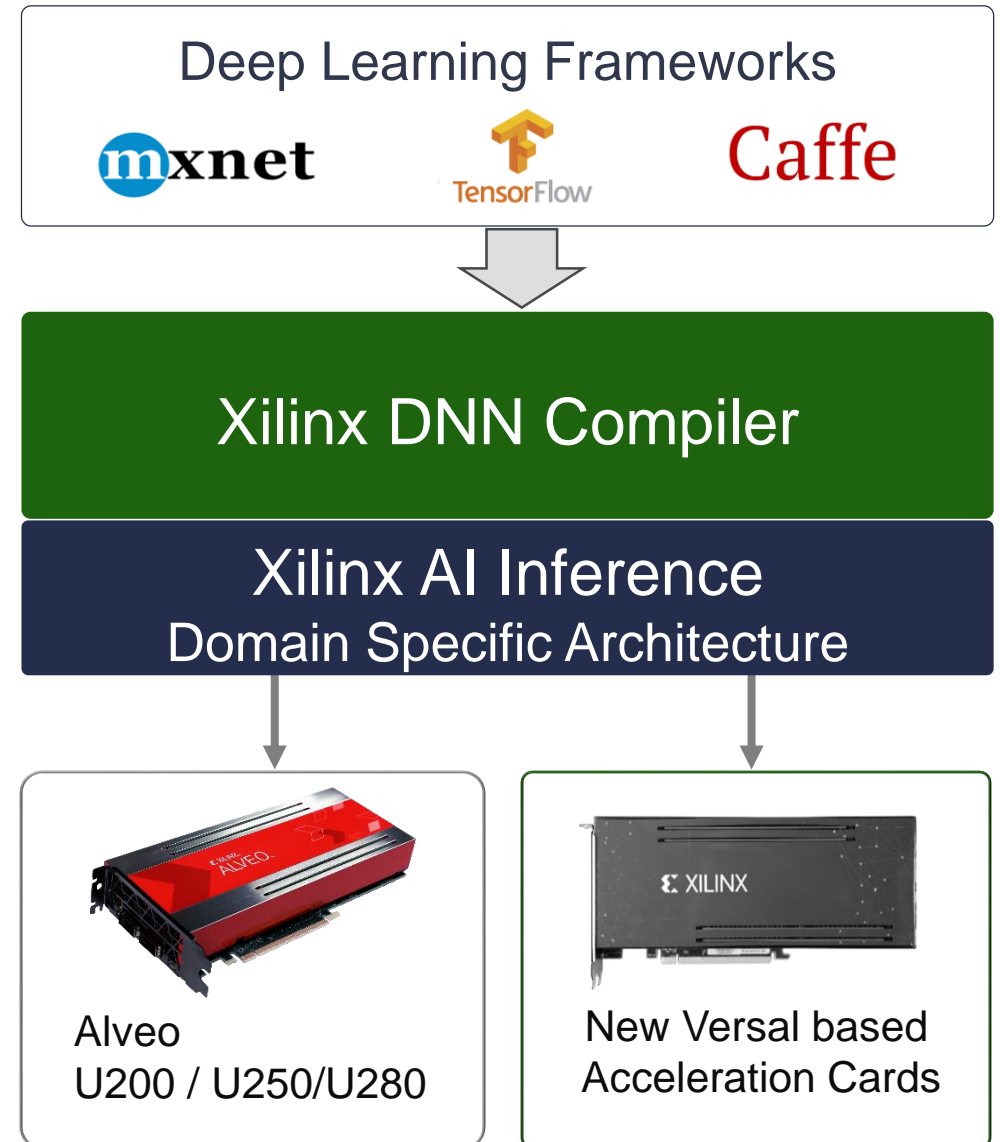 Deep Learning Frameworks
mxnet
TensorFlow
Caffe
Xilinx DNN Compiler
Xilinx AI Inference
Domain Specific Architecture
XILINX
ALVEO
XILINX
Alveo
U200 / U250/U280
New Versal based
Acceleration Cards